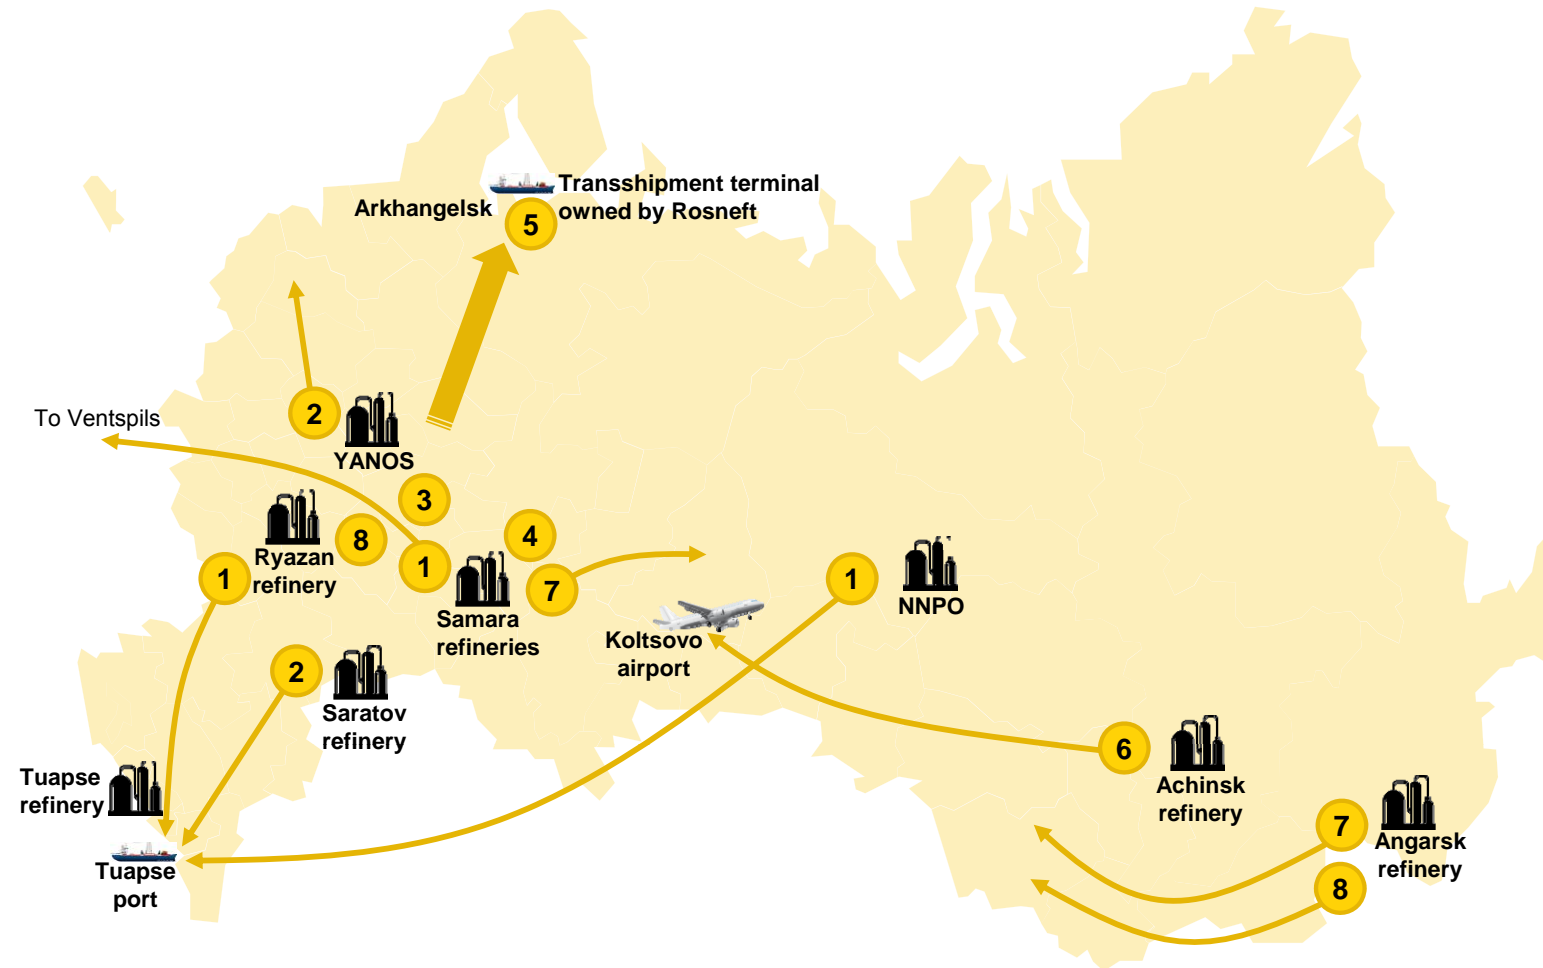 Transshipment terminal
owned by Rosneft
Arkhangelsk
5
2
To Ventspils
YANOS
3
8
4
Ryazan
refinery
1
1
7
Samara
refineries
1
NNPO
Koltsovo
airport
2
Saratov
refinery
6
Achinsk
refinery
Tuapse
refinery
7
Angarsk
refinery
8
Tuapse
port